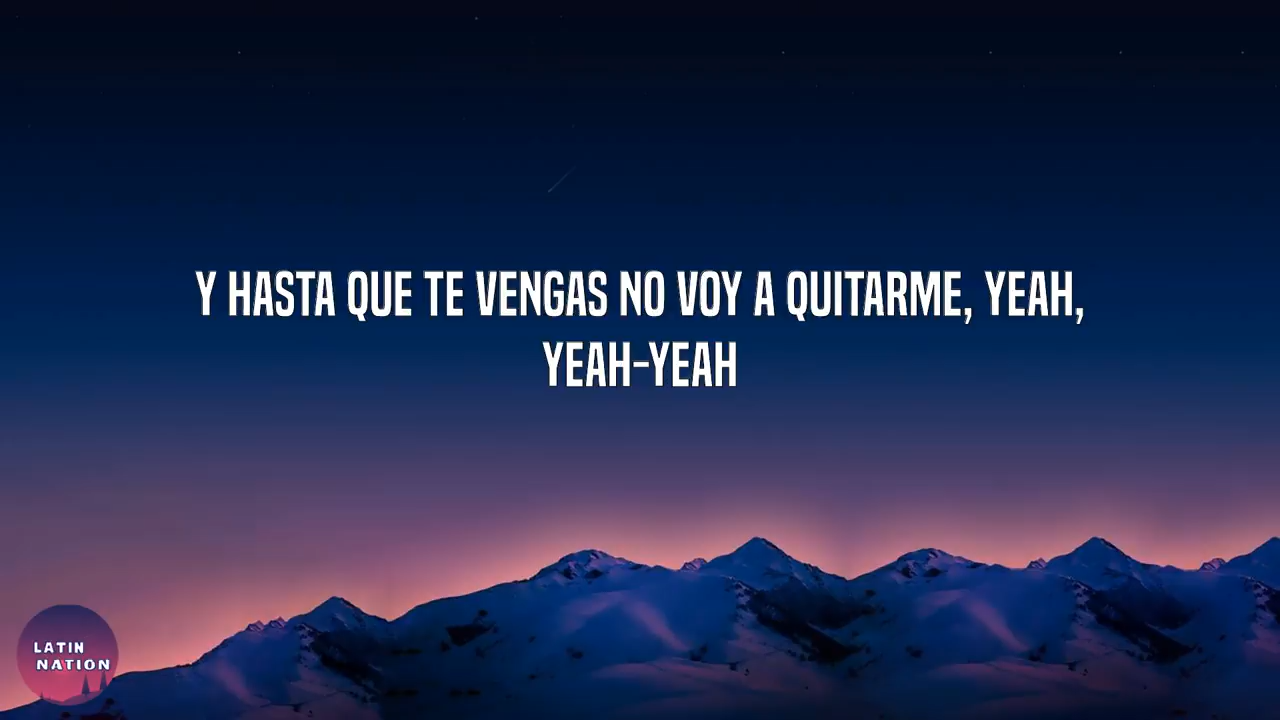 Y HASTA QUE TE VENGAS NO VOY A QUITARME, YEAH,
YEAH-YEAH
LATIN
NATION